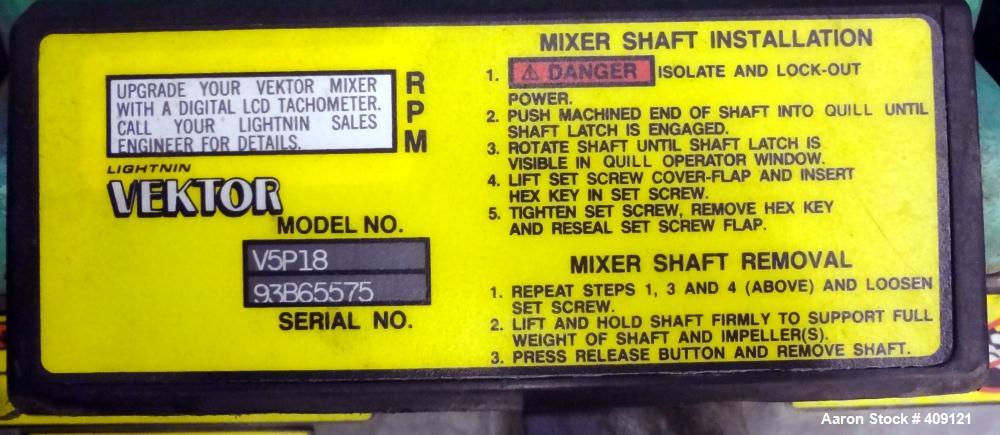 UPGRADE YOUR VEKTOR MIXER
WITH A DIGITAL LCD TACHOMETER.
CALL YOUR LIGHTNIN SALES
ENGINEER FOR DETAILS.
R
P
M
LIGHTNIN
VEKTOR
MODEL NO.
V5P18
93B65575
SERIAL NO.
MIXER SHAFT INSTALLATION
1. ⚠ DANGER ISOLATE AND LOCK-OUT
POWER.
2. PUSH MACHINED END OF SHAFT INTO QUILL UNTIL
SHAFT LATCH IS ENGAGED.
3. ROTATE SHAFT UNTIL SHAFT LATCH IS
VISIBLE IN QUILL OPERATOR WINDOW.
4. LIFT SET SCREW COVER-FLAP AND INSERT
HEX KEY IN SET SCREW.
5. TIGHTEN SET SCREW, REMOVE HEX KEY
AND RESEAL SET SCREW FLAP.
MIXER SHAFT REMOVAL
1. REPEAT STEPS 1, 3 AND 4 (ABOVE) AND LOOSEN
SET SCREW.
2. LIFT AND HOLD SHAFT FIRMLY TO SUPPORT FULL
WEIGHT OF SHAFT AND IMPELLER(S).
3. PRESS RELEASE BUTTON AND REMOVE SHAFT.
Aaron Stock # 409121